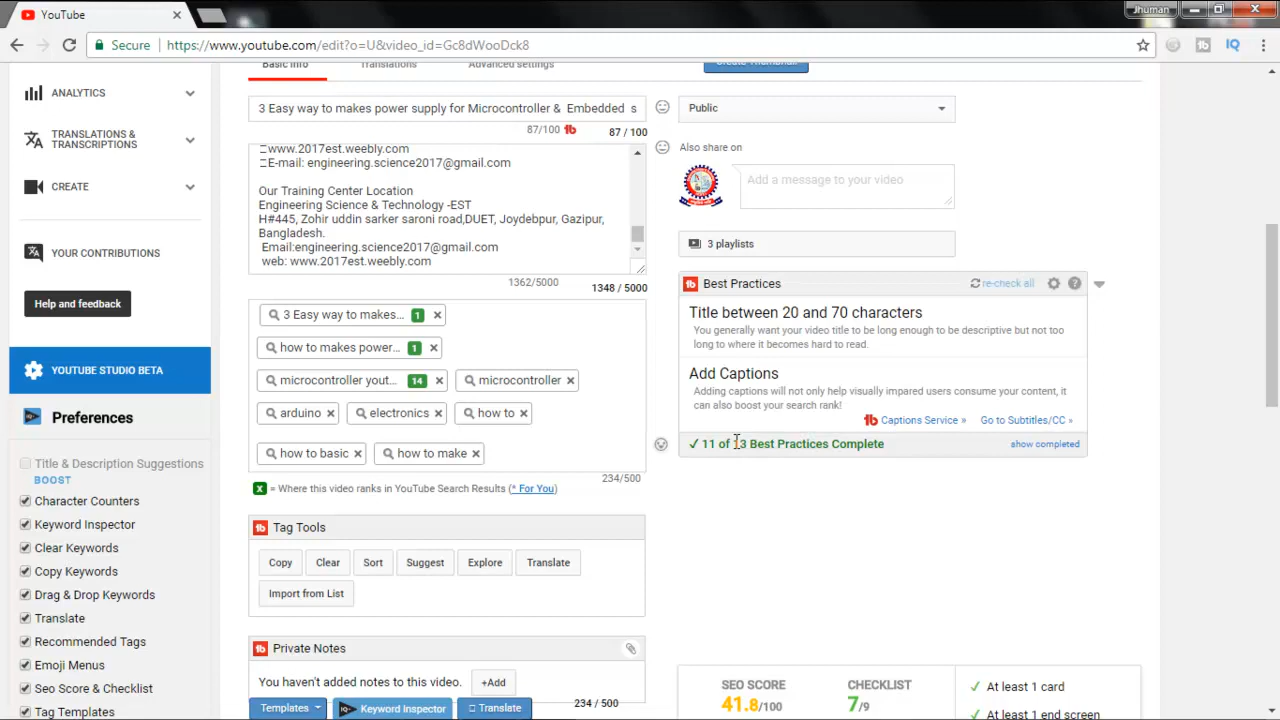 YouTube
Jhuman
Secure
https://www.youtube.com/edit?o=U&video_id=Gc8dWooDck8
IQ
Basic info
Translations
Advanced settings
Create Thumbnail
ANALYTICS
TRANSLATIONS &
TRANSCRIPTIONS
CREATE
YOUR CONTRIBUTIONS
Help and feedback
YOUTUBE STUDIO BETA
Preferences
Title & Description Suggestions
BOOST
Character Counters
Keyword Inspector
Clear Keywords
Copy Keywords
Drag & Drop Keywords
Translate
Recommended Tags
Emoji Menus
Seo Score & Checklist
Tag Templates
3 Easy way to makes power supply for Microcontroller & Embedded s
87/100 tb 87 / 100
www.2017est.weebly.com
E-mail: engineering.science2017@gmail.com
Our Training Center Location
Engineering Science & Technology -EST
H#445, Zohir uddin sarker saroni road,DUET, Joydebpur, Gazipur,
Bangladesh.
Email:engineering.science2017@gmail.com
web: www.2017est.weebly.com
1362/5000 1348 / 5000
3 Easy way to makes... 1
how to makes power... 1
microcontroller yout... 14
microcontroller
arduino
electronics
how to
how to basic
how to make
234/500
x = Where this video ranks in YouTube Search Results (* For You)
tb Tag Tools
Copy
Clear
Sort
Suggest
Explore
Translate
Import from List
tb Private Notes
You haven't added notes to this video. +Add
Templates
Keyword Inspector
Translate
234 / 500
Public
Also share on
Add a message to your video
3 playlists
tb Best Practices re-check all
Title between 20 and 70 characters
You generally want your video title to be long enough to be descriptive but not too
long to where it becomes hard to read.
Add Captions
Adding captions will not only help visually impared users consume your content, it
can also boost your search rank!
tb Captions Service » Go to Subtitles/CC »
✓ 11 of 13 Best Practices Complete show completed
SEO SCORE
41.8/100
CHECKLIST
7/9
✓ At least 1 card
✓ At least 1 end screen